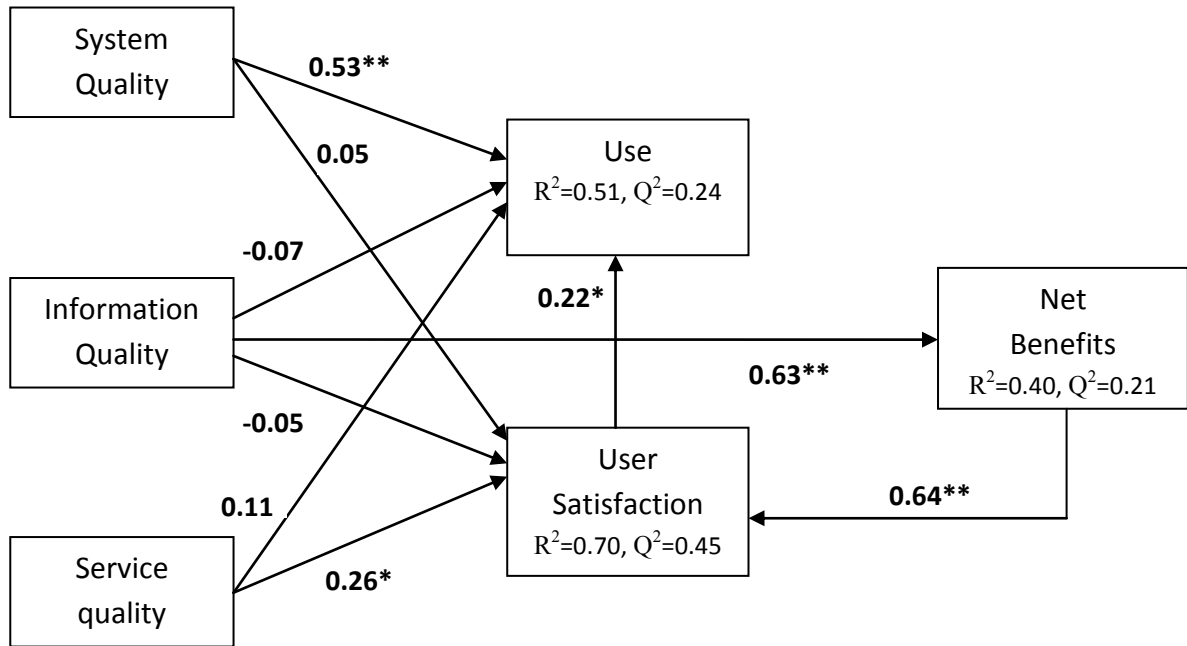 System
Quality
0.53**
0.05
Use
R²=0.51, Q²=0.24
-0.07
Information
Quality
0.22*
Net
Benefits
R²=0.40, Q²=0.21
0.63**
-0.05
User
Satisfaction
R²=0.70, Q²=0.45
0.64**
0.11
Service
quality
0.26*